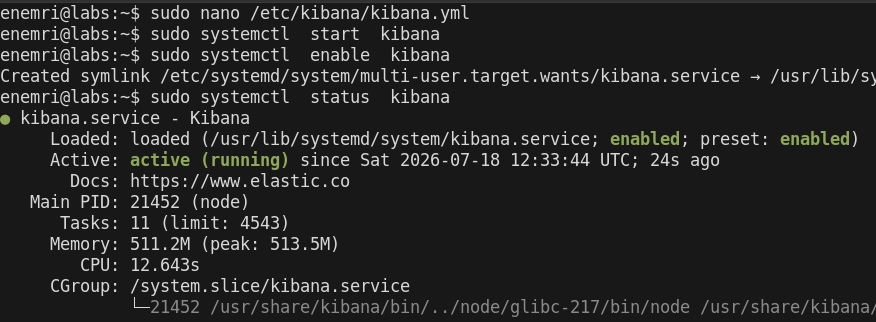 enemri@labs:~$ sudo nano /etc/kibana/kibana.yml
enemri@labs:~$ sudo systemctl  start  kibana
enemri@labs:~$ sudo systemctl  enable  kibana
Created symlink /etc/systemd/system/multi-user.target.wants/kibana.service → /usr/lib/sy
enemri@labs:~$ sudo systemctl  status  kibana
● kibana.service - Kibana
     Loaded: loaded (/usr/lib/systemd/system/kibana.service; enabled; preset: enabled)
     Active: active (running) since Sat 2026-07-18 12:33:44 UTC; 24s ago
       Docs: https://www.elastic.co
   Main PID: 21452 (node)
      Tasks: 11 (limit: 4543)
     Memory: 511.2M (peak: 513.5M)
        CPU: 12.643s
     CGroup: /system.slice/kibana.service
             └─21452 /usr/share/kibana/bin/../node/glibc-217/bin/node /usr/share/kibana/